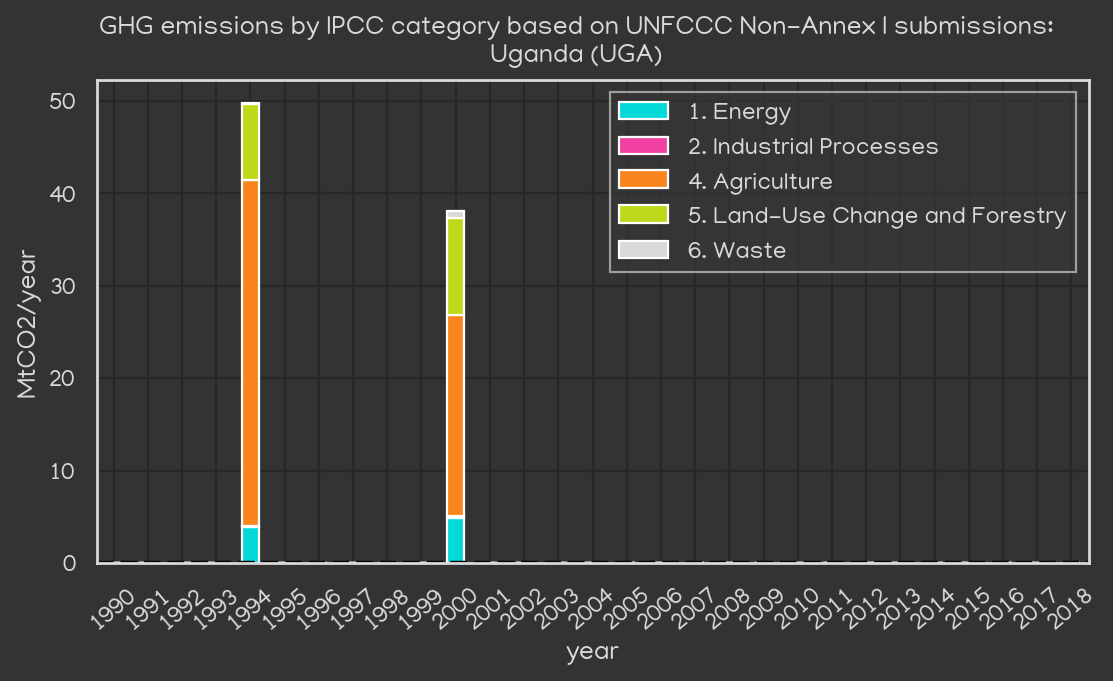 GHG emissions by IPCC category based on UNFCCC Non-Annex I submissions:
Uganda (UGA)
50
40
30
20
10
0
MtCO2/year
1. Energy
2. Industrial Processes
4. Agriculture
5. Land-Use Change and Forestry
6. Waste
1990 1991 1992 1993 1994 1995 1996 1997 1998 1999 2000 2001 2002 2003 2004 2005 2006 2007 2008 2009 2010 2011 2012 2013 2014 2015 2016 2017 2018
year